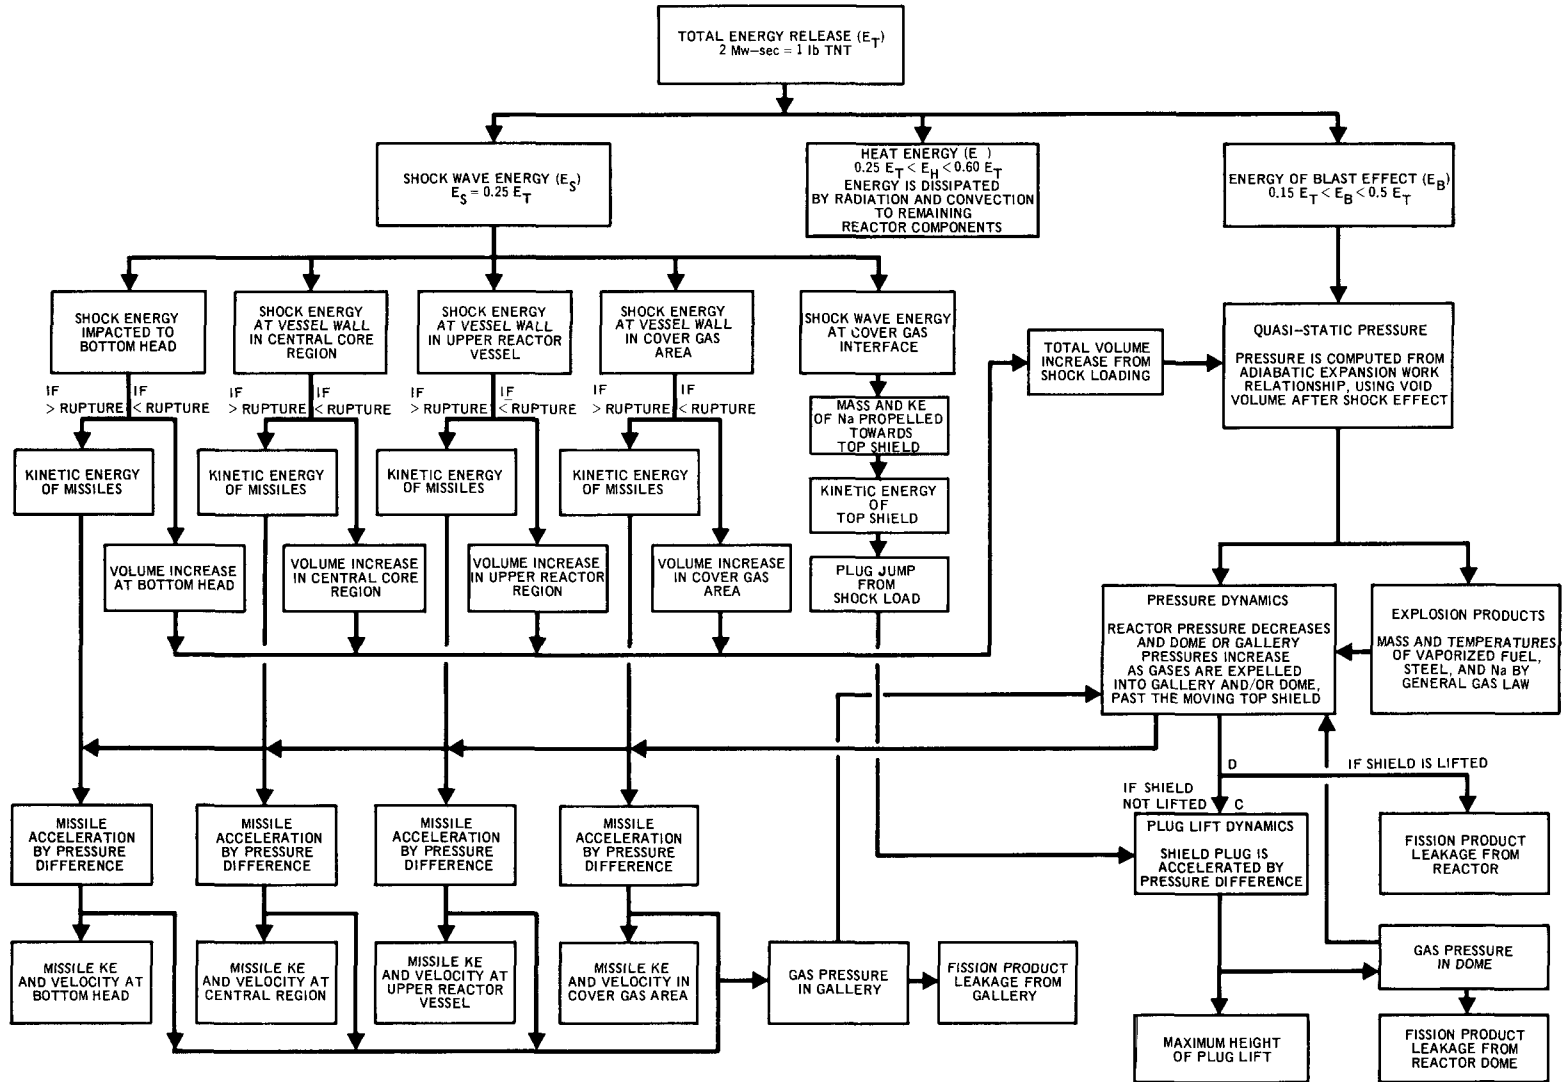 TOTAL ENERGY RELEASE (E_T)
2 Mw-sec = 1 lb TNT
SHOCK WAVE ENERGY (E_S)
E_S = 0.25 E_T
HEAT ENERGY (E )
0.25 E_T < E_H < 0.60 E_T
ENERGY IS DISSIPATED
BY RADIATION AND CONVECTION
TO REMAINING
REACTOR COMPONENTS
ENERGY OF BLAST EFFECT (E_B)
0.15 E_T < E_B < 0.5 E_T
SHOCK ENERGY
IMPACTED TO
BOTTOM HEAD
SHOCK ENERGY
AT VESSEL WALL
IN CENTRAL CORE
REGION
SHOCK ENERGY
AT VESSEL WALL
IN UPPER REACTOR
VESSEL
SHOCK ENERGY
AT VESSEL WALL
IN COVER GAS
AREA
SHOCK WAVE ENERGY
AT COVER GAS
INTERFACE
TOTAL VOLUME
INCREASE FROM
SHOCK LOADING
QUASI-STATIC PRESSURE
PRESSURE IS COMPUTED FROM
ADIABATIC EXPANSION WORK
RELATIONSHIP, USING VOID
VOLUME AFTER SHOCK EFFECT
IF
> RUPTURE
IF
< RUPTURE
IF
> RUPTURE
IF
< RUPTURE
IF
> RUPTURE
IF
< RUPTURE
IF
> RUPTURE
IF
< RUPTURE
MASS AND KE
OF Na PROPELLED
TOWARDS
TOP SHIELD
KINETIC ENERGY
OF MISSILES
KINETIC ENERGY
OF MISSILES
KINETIC ENERGY
OF MISSILES
KINETIC ENERGY
OF MISSILES
KINETIC ENERGY
OF
TOP SHIELD
VOLUME INCREASE
AT BOTTOM HEAD
VOLUME INCREASE
IN CENTRAL CORE
REGION
VOLUME INCREASE
IN UPPER REACTOR
REGION
VOLUME INCREASE
IN COVER GAS
AREA
PLUG JUMP
FROM
SHOCK LOAD
PRESSURE DYNAMICS
REACTOR PRESSURE DECREASES
AND DOME OR GALLERY
PRESSURES INCREASE
AS GASES ARE EXPELLED
INTO GALLERY AND/OR DOME,
PAST THE MOVING TOP SHIELD
EXPLOSION PRODUCTS
MASS AND TEMPERATURES
OF VAPORIZED FUEL,
STEEL, AND Na BY
GENERAL GAS LAW
D
IF SHIELD IS LIFTED
IF SHIELD
NOT LIFTED
C
MISSILE
ACCELERATION
BY PRESSURE
DIFFERENCE
MISSILE
ACCELERATION
BY PRESSURE
DIFFERENCE
MISSILE
ACCELERATION
BY PRESSURE
DIFFERENCE
MISSILE
ACCELERATION
BY PRESSURE
DIFFERENCE
PLUG LIFT DYNAMICS
SHIELD PLUG IS
ACCELERATED BY
PRESSURE DIFFERENCE
FISSION PRODUCT
LEAKAGE FROM
REACTOR
MISSILE KE
AND VELOCITY AT
BOTTOM HEAD
MISSILE KE
AND VELOCITY AT
CENTRAL REGION
MISSILE KE
AND VELOCITY AT
UPPER REACTOR
VESSEL
MISSILE KE
AND VELOCITY IN
COVER GAS AREA
GAS PRESSURE
IN GALLERY
FISSION PRODUCT
LEAKAGE FROM
GALLERY
GAS PRESSURE
IN DOME
MAXIMUM HEIGHT
OF PLUG LIFT
FISSION PRODUCT
LEAKAGE FROM
REACTOR DOME